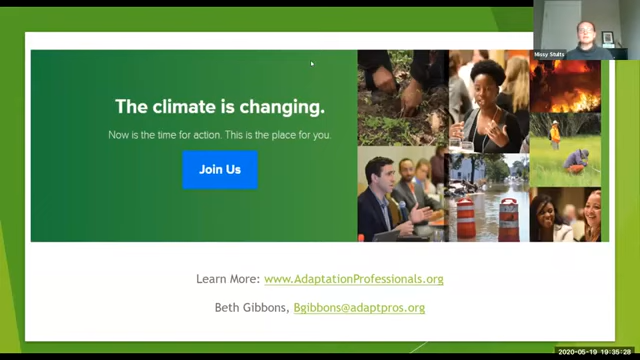 Missy Stults
The climate is changing.
Now is the time for action. This is the place for you.
Join Us
Learn More: www.AdaptationProfessionals.org
Beth Gibbons, Bgibbons@adaptpros.org
2020-05-19 19:35:28